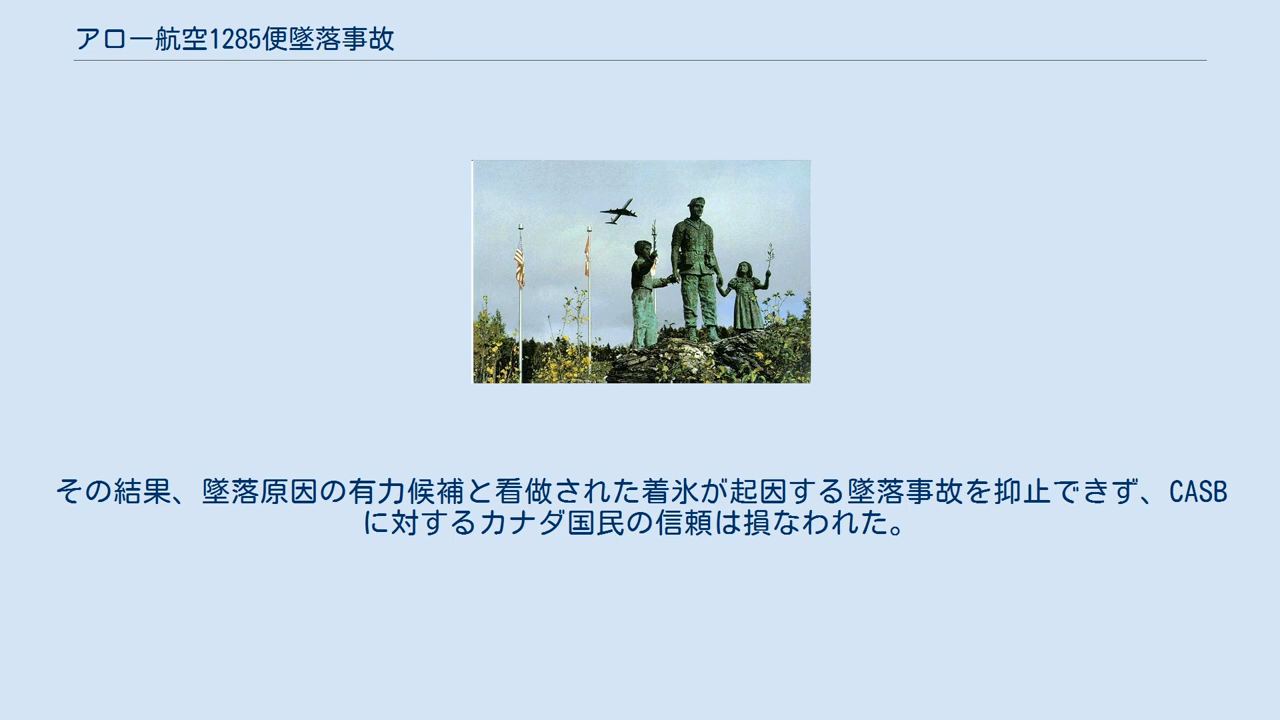 アロー航空1285便墜落事故
その結果、墜落原因の有力候補と看做された着氷が起因する墜落事故を抑止できず、CASB
に対するカナダ国民の信頼は損なわれた。